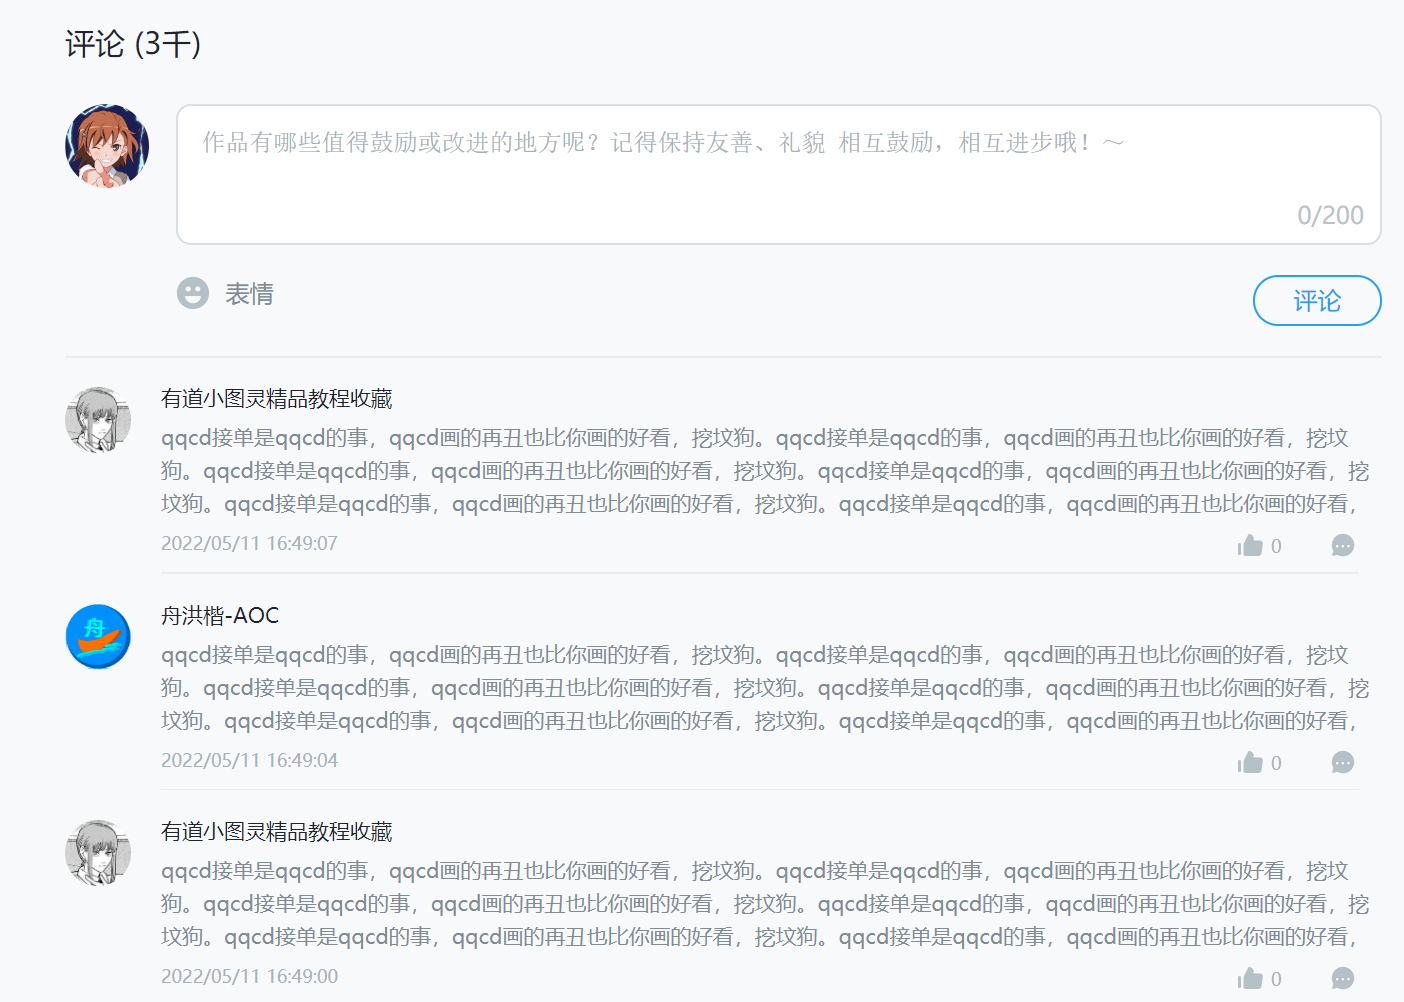 评论 (3千)
作品有哪些值得鼓励或改进的地方呢？记得保持友善、礼貌 相互鼓励，相互进步哦！～
0/200
表情
评论
有道小图灵精品教程收藏
qqcd接单是qqcd的事，qqcd画的再丑也比你画的好看，挖坟狗。qqcd接单是qqcd的事，qqcd画的再丑也比你画的好看，挖坟
狗。qqcd接单是qqcd的事，qqcd画的再丑也比你画的好看，挖坟狗。qqcd接单是qqcd的事，qqcd画的再丑也比你画的好看，挖
坟狗。qqcd接单是qqcd的事，qqcd画的再丑也比你画的好看，挖坟狗。qqcd接单是qqcd的事，qqcd画的再丑也比你画的好看，
2022/05/11 16:49:07
0
舟洪楷-AOC
舟
qqcd接单是qqcd的事，qqcd画的再丑也比你画的好看，挖坟狗。qqcd接单是qqcd的事，qqcd画的再丑也比你画的好看，挖坟
狗。qqcd接单是qqcd的事，qqcd画的再丑也比你画的好看，挖坟狗。qqcd接单是qqcd的事，qqcd画的再丑也比你画的好看，挖
坟狗。qqcd接单是qqcd的事，qqcd画的再丑也比你画的好看，挖坟狗。qqcd接单是qqcd的事，qqcd画的再丑也比你画的好看，
2022/05/11 16:49:04
0
有道小图灵精品教程收藏
qqcd接单是qqcd的事，qqcd画的再丑也比你画的好看，挖坟狗。qqcd接单是qqcd的事，qqcd画的再丑也比你画的好看，挖坟
狗。qqcd接单是qqcd的事，qqcd画的再丑也比你画的好看，挖坟狗。qqcd接单是qqcd的事，qqcd画的再丑也比你画的好看，挖
坟狗。qqcd接单是qqcd的事，qqcd画的再丑也比你画的好看，挖坟狗。qqcd接单是qqcd的事，qqcd画的再丑也比你画的好看，
2022/05/11 16:49:00
0